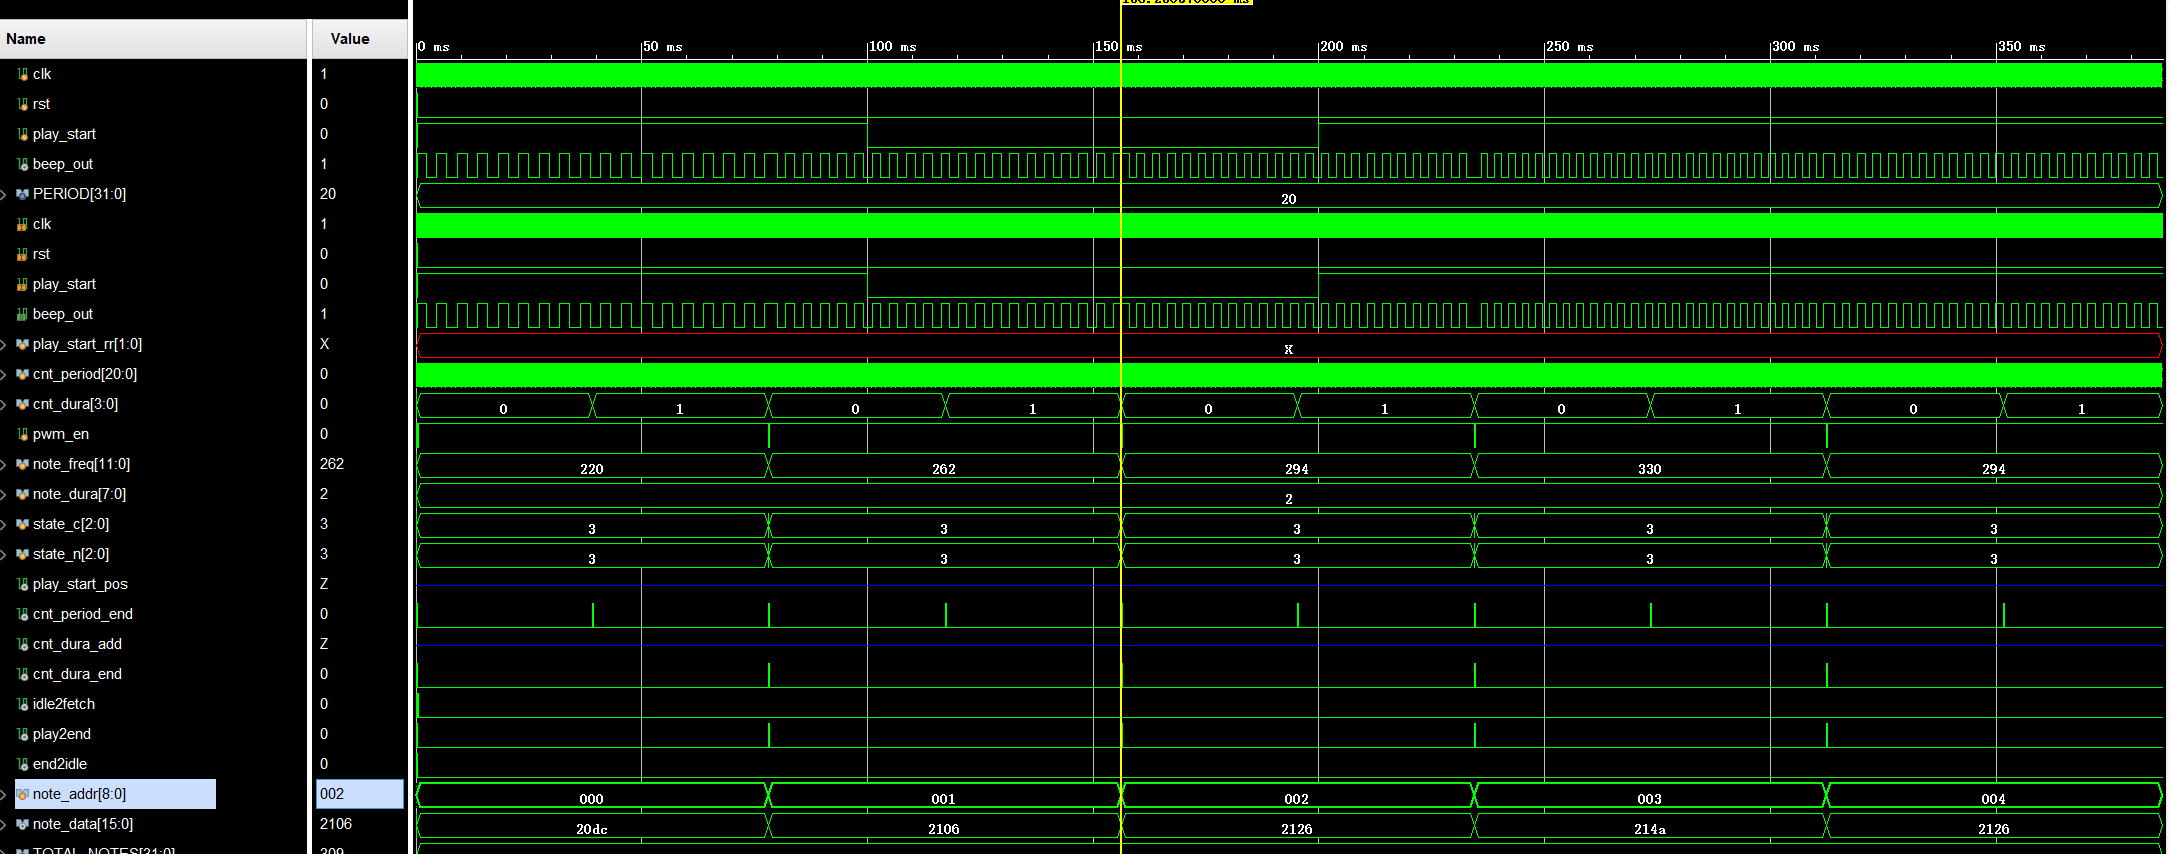 Name Value
0 ms 50 ms 100 ms 150 ms 200 ms 250 ms 300 ms 350 ms
clk 1
rst 0
play_start 0
beep_out 1
PERIOD[31:0] 20 20
clk 1
rst 0
play_start 0
beep_out 1
play_start_rr[1:0] X X
cnt_period[20:0] 0
cnt_dura[3:0] 0 0 1 0 1 0 1 0 1 0 1
pwm_en 0
note_freq[11:0] 262 220 262 294 330 294
note_dura[7:0] 2 2
state_c[2:0] 3 3 3 3 3 3
state_n[2:0] 3 3 3 3 3 3
play_start_pos Z
cnt_period_end 0
cnt_dura_add Z
cnt_dura_end 0
idle2fetch 0
play2end 0
end2idle 0
note_addr[8:0] 002 000 001 002 003 004
note_data[15:0] 2106 20dc 2106 2126 214a 2126
TOTAL_NOTES[31:0] 309